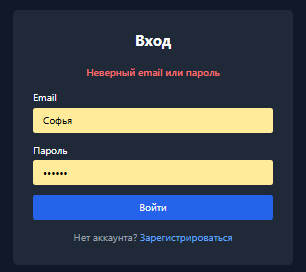 Вход
Неверный email или пароль
Email
Софья
Пароль
••••••
Войти
Нет аккаунта? Зарегистрироваться